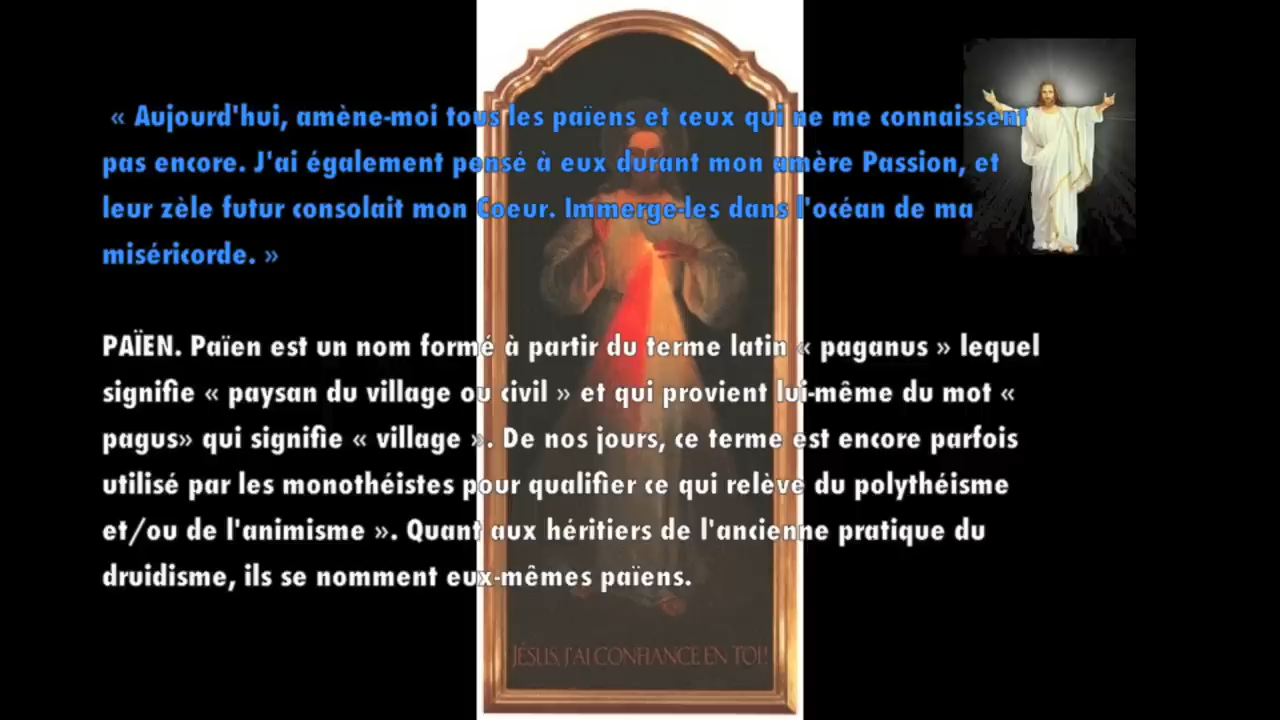 « Aujourd'hui, amène-moi tous les païens et ceux qui ne me connaissent
pas encore. J'ai également pensé à eux durant mon amère Passion, et
leur zèle futur consolait mon Coeur. Immerge-les dans l'océan de ma
miséricorde. »
PAÏEN. Païen est un nom formé à partir du terme latin « paganus » lequel
signifie « paysan du village ou civil » et qui provient lui-même du mot «
pagus» qui signifie « village ». De nos jours, ce terme est encore parfois
utilisé par les monothéistes pour qualifier ce qui relève du polythéisme
et/ou de l'animisme ». Quant aux héritiers de l'ancienne pratique du
druidisme, ils se nomment eux-mêmes païens.
JÉSUS, J'AI CONFIANCE EN TOI!